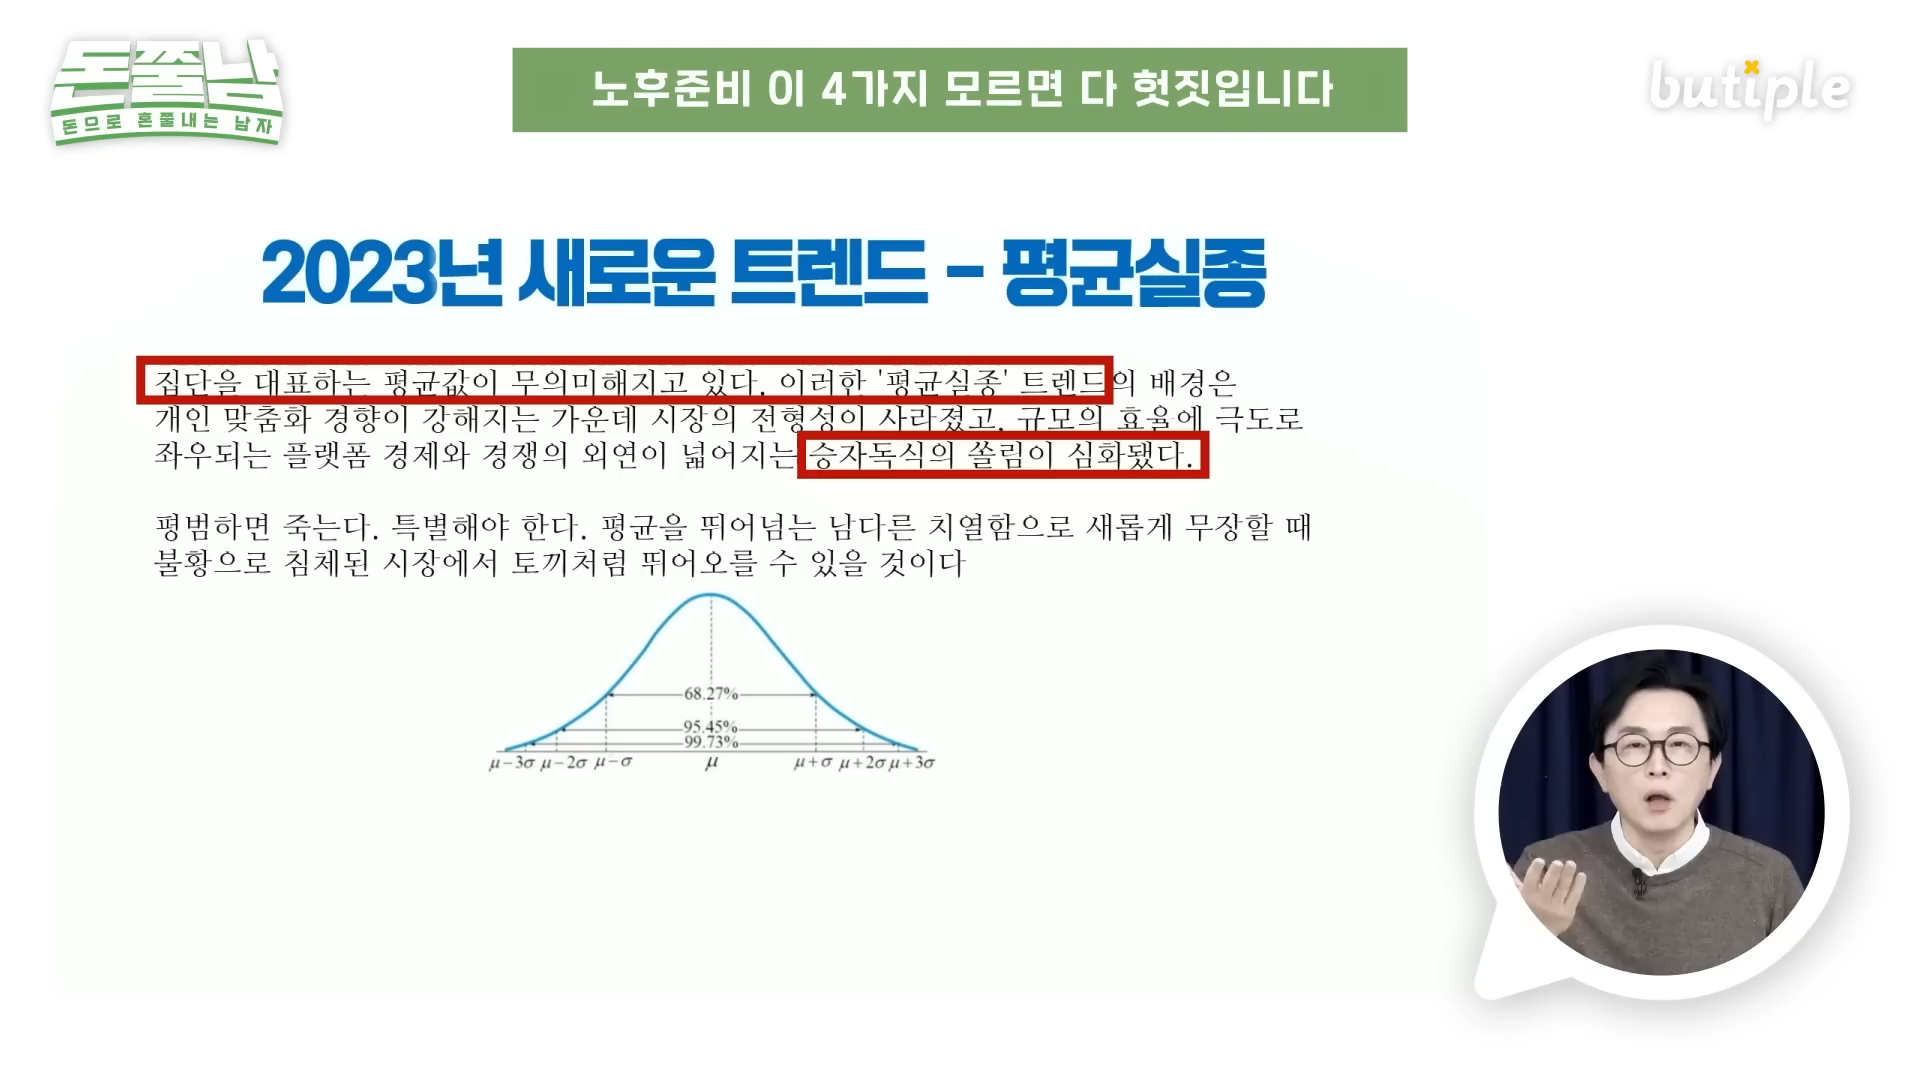 돈쭐남
돈으로 혼쭐내는 남자
노후준비 이 4가지 모르면 다 헛짓입니다
butiple
2023년 새로운 트렌드 - 평균실종
집단을 대표하는 평균값이 무의미해지고 있다. 이러한 '평균실종' 트렌드의 배경은
개인 맞춤화 경향이 강해지는 가운데 시장의 전형성이 사라졌고, 규모의 효율에 극도로
좌우되는 플랫폼 경제와 경쟁의 외연이 넓어지는 승자독식의 쏠림이 심화됐다.
평범하면 죽는다. 특별해야 한다. 평균을 뛰어넘는 남다른 치열함으로 새롭게 무장할 때
불황으로 침체된 시장에서 토끼처럼 뛰어오를 수 있을 것이다
68.27%
95.45%
99.73%
μ−3σ μ−2σ μ−σ μ μ+σ μ+2σ μ+3σ